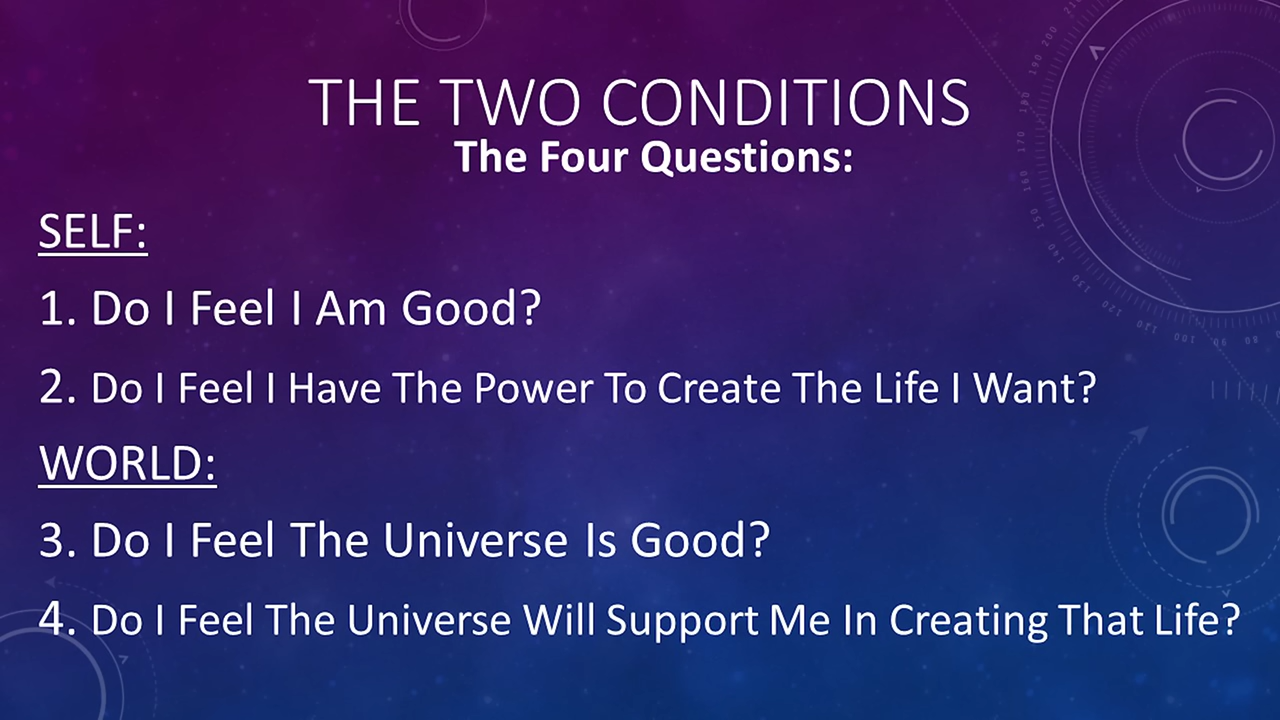 THE TWO CONDITIONS
The Four Questions:
SELF:
1. Do I Feel I Am Good?
2. Do I Feel I Have The Power To Create The Life I Want?
WORLD:
3. Do I Feel The Universe Is Good?
4. Do I Feel The Universe Will Support Me In Creating That Life?